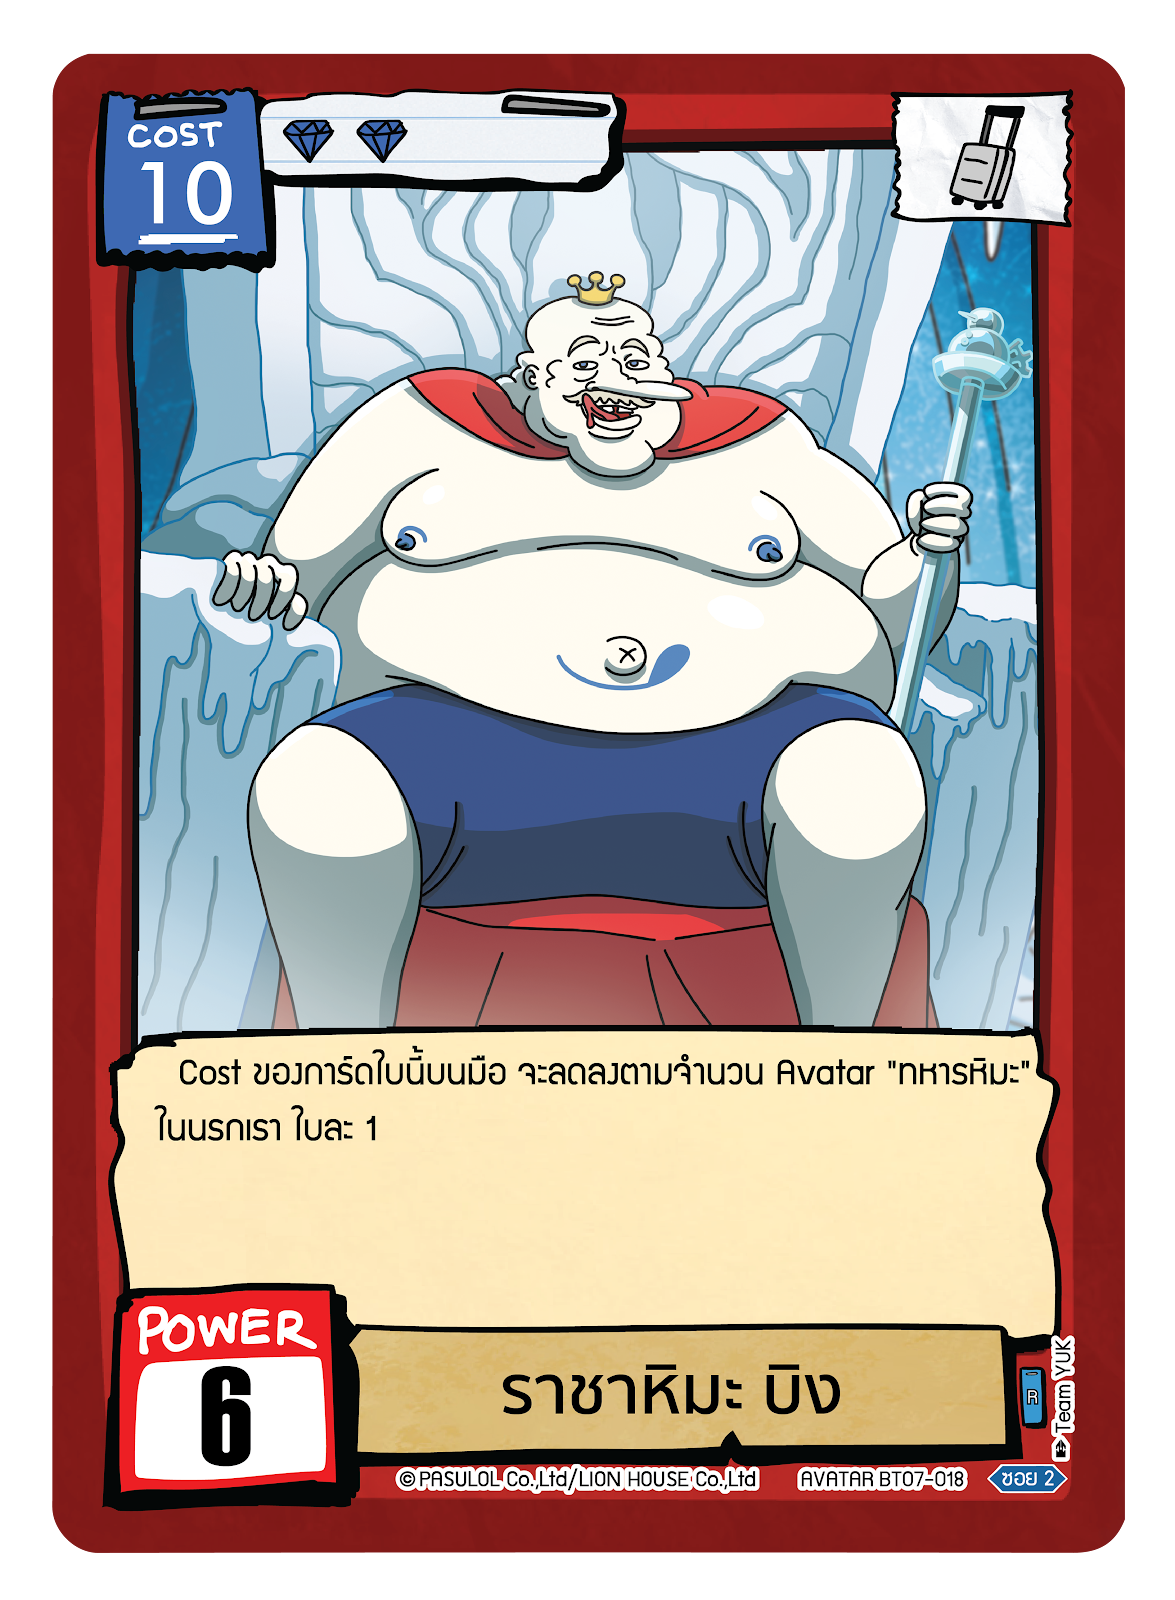 COST
10
Cost ของการ์ดใบนี้บนมือ จะลดลงตามจำนวน Avatar "ทหารหิมะ"
ในนรกเรา ใบละ 1
POWER
6
ราชาหิมะ บิง
R
Team YUK
© PASULOL Co.,Ltd/LION HOUSE Co.,Ltd
AVATAR BT07-018
ซอย 2